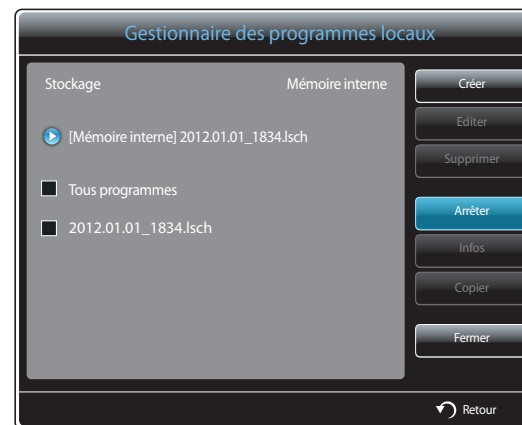 Gestionnaire des programmes locaux
Stockage Mémoire interne
[Mémoire interne] 2012.01.01_1834.lsch
Tous programmes
2012.01.01_1834.lsch
Créer
Editer
Supprimer
Arrêter
Infos
Copier
Fermer
Retour